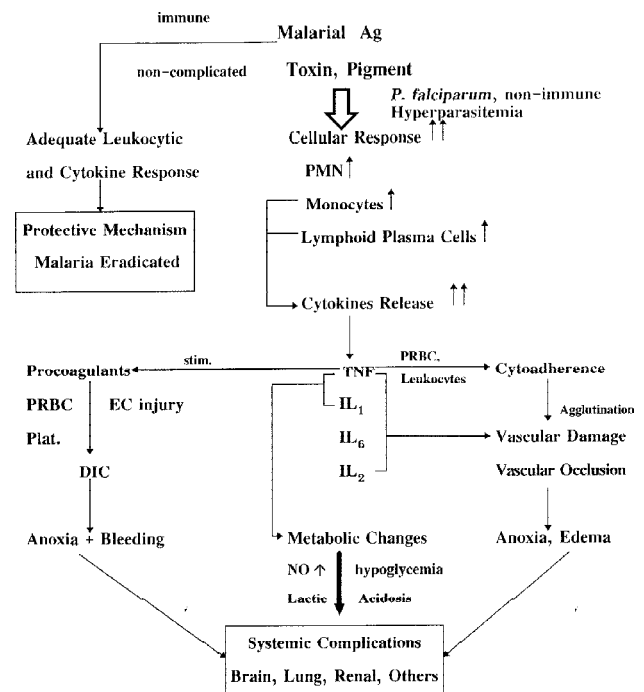 immune
Malarial Ag
non-complicated
Toxin, Pigment
P. falciparum, non-immune
Hyperparasitemia
Adequate Leukocytic
and Cytokine Response
Cellular Response ↑↑
PMN ↑
Monocytes ↑
Lymphoid Plasma Cells ↑
Protective Mechanism
Malaria Eradicated
Cytokines Release ↑↑
Procoagulants
stim.
TNF
PRBC,
Leukocytes
Cytoadherence
PRBC
EC injury
Plat.
IL1
IL6
IL2
Agglutination
Vascular Damage
Vascular Occlusion
DIC
Anoxia + Bleeding
Metabolic Changes
Anoxia, Edema
NO ↑ hypoglycemia
Lactic Acidosis
Systemic Complications
Brain, Lung, Renal, Others